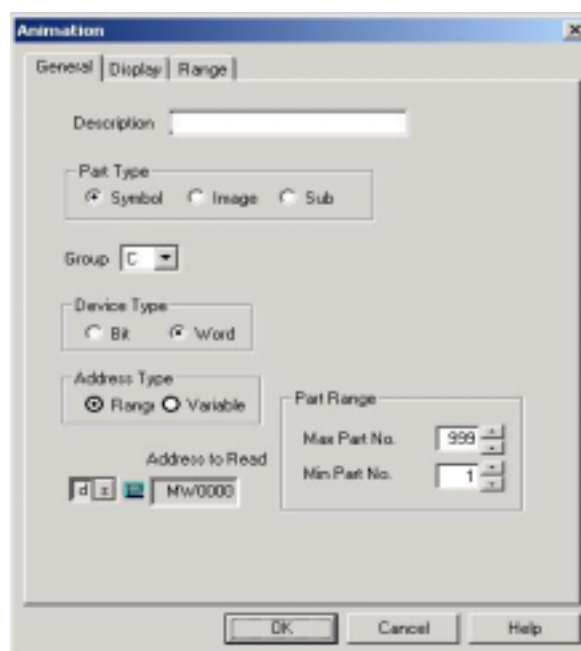 Animation
General Display Range
Description
Part Type
Symbol Image Sub
Group C
Device Type
Bit Word
Address Type
Range Variable
Part Range
Max Part No. 999
Min Part No. 1
Address to Read
d x MW0000
OK Cancel Help